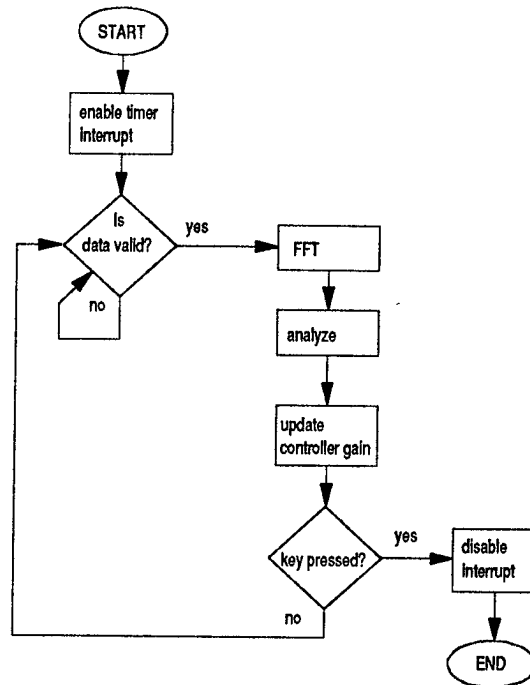 START
enable timer
interrupt
Is
data valid?
yes
no
FFT
analyze
update
controller gain
key pressed?
yes
no
disable
interrupt
END